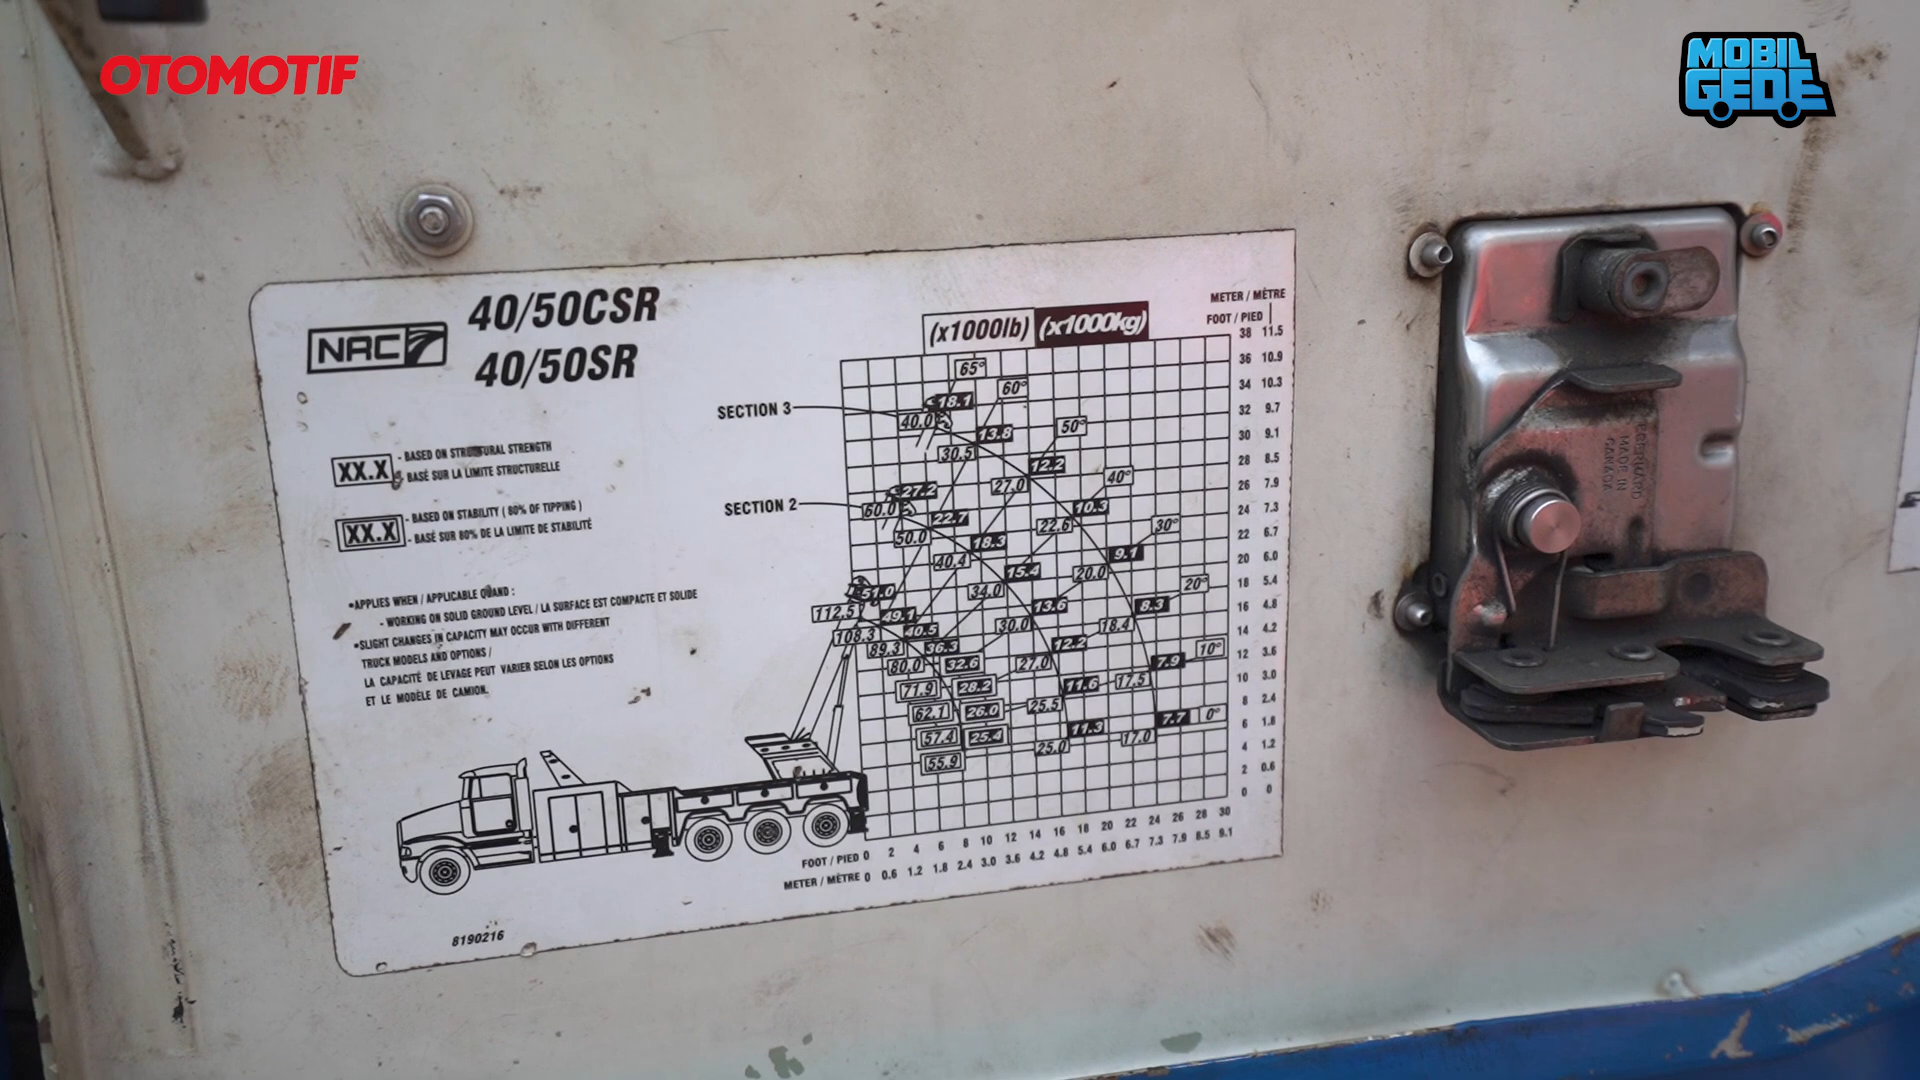 OTOMOTIF
MOBIL
GEDE
NRC
40/50CSR
40/50SR
XX.X
- BASED ON STRUCTURAL STRENGTH
- BASÉ SUR LA LIMITE STRUCTURELLE
XX.X
- BASED ON STABILITY ( 80% OF TIPPING )
- BASÉ SUR 80% DE LA LIMITE DE STABILITÉ
•APPLIES WHEN / APPLICABLE QUAND :
- WORKING ON SOLID GROUND LEVEL / LA SURFACE EST COMPACTE ET SOLIDE
•SLIGHT CHANGES IN CAPACITY MAY OCCUR WITH DIFFERENT
TRUCK MODELS AND OPTIONS /
LA CAPACITÉ DE LEVAGE PEUT VARIER SELON LES OPTIONS
ET LE MODÈLE DE CAMION.
8190216
(x1000lb) (x1000kg)
METER / MÈTRE
FOOT / PIED
38 11.5
36 10.9
34 10.3
32 9.7
30 9.1
28 8.5
26 7.9
24 7.3
22 6.7
20 6.0
18 5.4
16 4.8
14 4.2
12 3.6
10 3.0
8 2.4
6 1.8
4 1.2
2 0.6
0 0
65°
60°
50°
40°
30°
20°
10°
0°
SECTION 3
40.0 18.1
30.5 13.8
27.0 12.2
22.6 10.3
20.0 9.1
18.4 8.3
17.5 7.9
17.0 7.7
SECTION 2
60.0 27.2
50.0 22.7
40.4 18.3
34.0 15.4
30.0 13.6
27.0 12.2
25.5 11.6
25.0 11.3
112.5 51.0
108.3 49.1
89.3 40.5
80.0 36.3
71.9 32.6
62.1 28.2
57.4 26.0
55.9 25.4
FOOT / PIED 0 2 4 6 8 10 12 14 16 18 20 22 24 26 28 30
METER / MÈTRE 0 0.6 1.2 1.8 2.4 3.0 3.6 4.2 4.8 5.4 6.0 6.7 7.3 7.9 8.5 9.1
MADE IN
CANADA